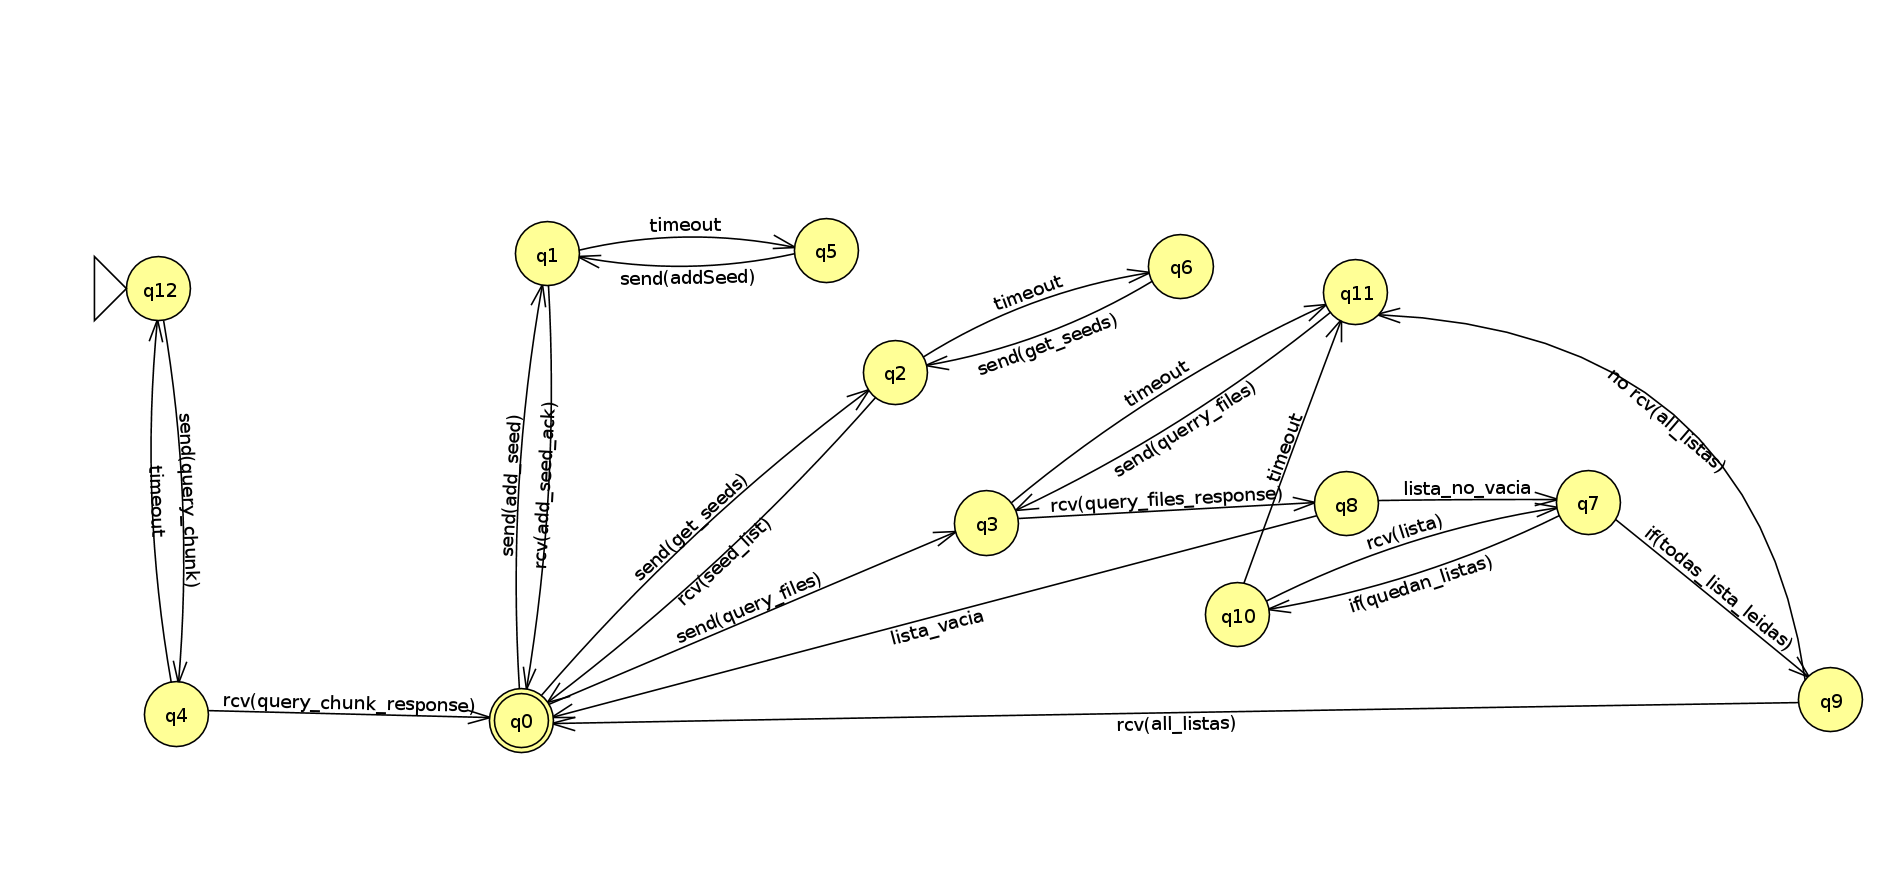 timeout
q1
q5
send(addSeed)
q12
q6
timeout
send(get_seeds)
q11
q2
timeout
send(querry_files)
no rcv(all_listas)
timeout
send(query_chunk)
timeout
send(add_seed)
rcv(add_seed_ack)
send(get_seeds)
rcv(seed_list)
q3
rcv(query_files_response)
q8
lista_no_vacia
q7
rcv(lista)
if(quedan_listas)
if(todas_lista_leidas)
send(query_files)
lista_vacia
q10
q4
rcv(query_chunk_response)
q0
rcv(all_listas)
q9